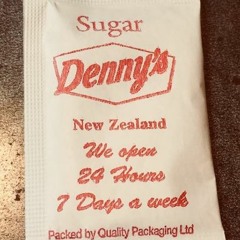 Sugar
Denny's
New Zealand
We open
24 Hours
7 Days a week
Packed by Quality Packaging Ltd